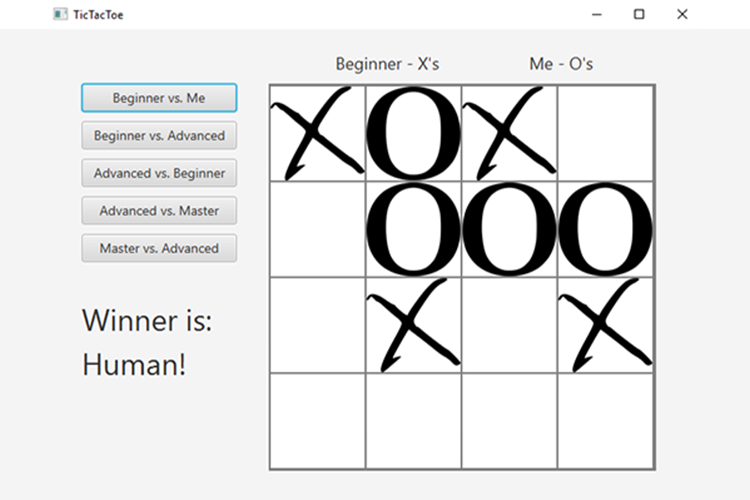 TicTacToe
Beginner - X's Me - O's
Beginner vs. Me
Beginner vs. Advanced
Advanced vs. Beginner
Advanced vs. Master
Master vs. Advanced
Winner is:
Human!
X O X
O O O
X X